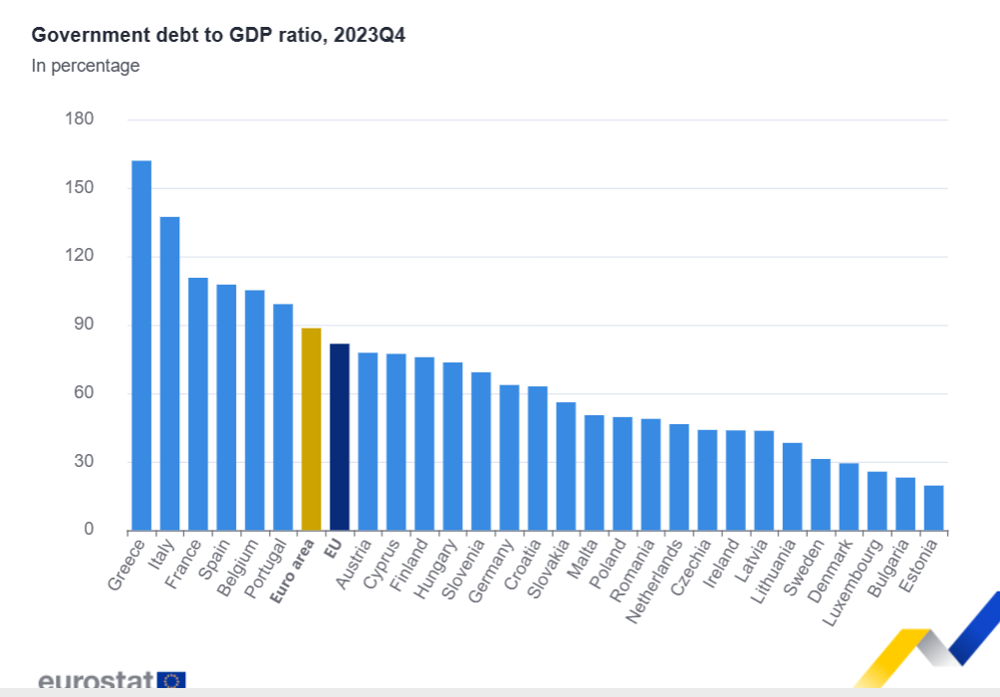 Government debt to GDP ratio, 2023Q4
In percentage
180
150
120
90
60
30
0
Greece
Italy
France
Spain
Belgium
Portugal
Euro area
EU
Austria
Cyprus
Finland
Hungary
Slovenia
Germany
Croatia
Slovakia
Malta
Poland
Romania
Netherlands
Czechia
Ireland
Latvia
Lithuania
Sweden
Denmark
Luxembourg
Bulgaria
Estonia
eurostat